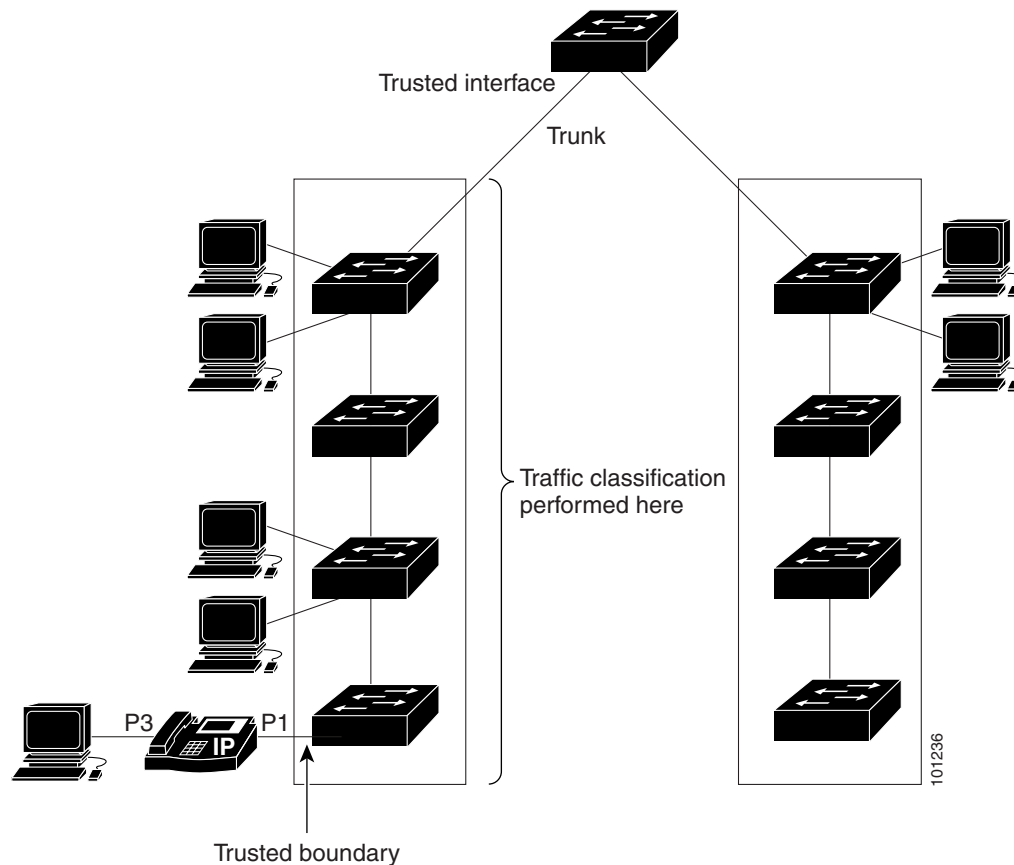 Trusted interface
Trunk
Traffic classification
performed here
P3
IP
P1
101236
Trusted boundary